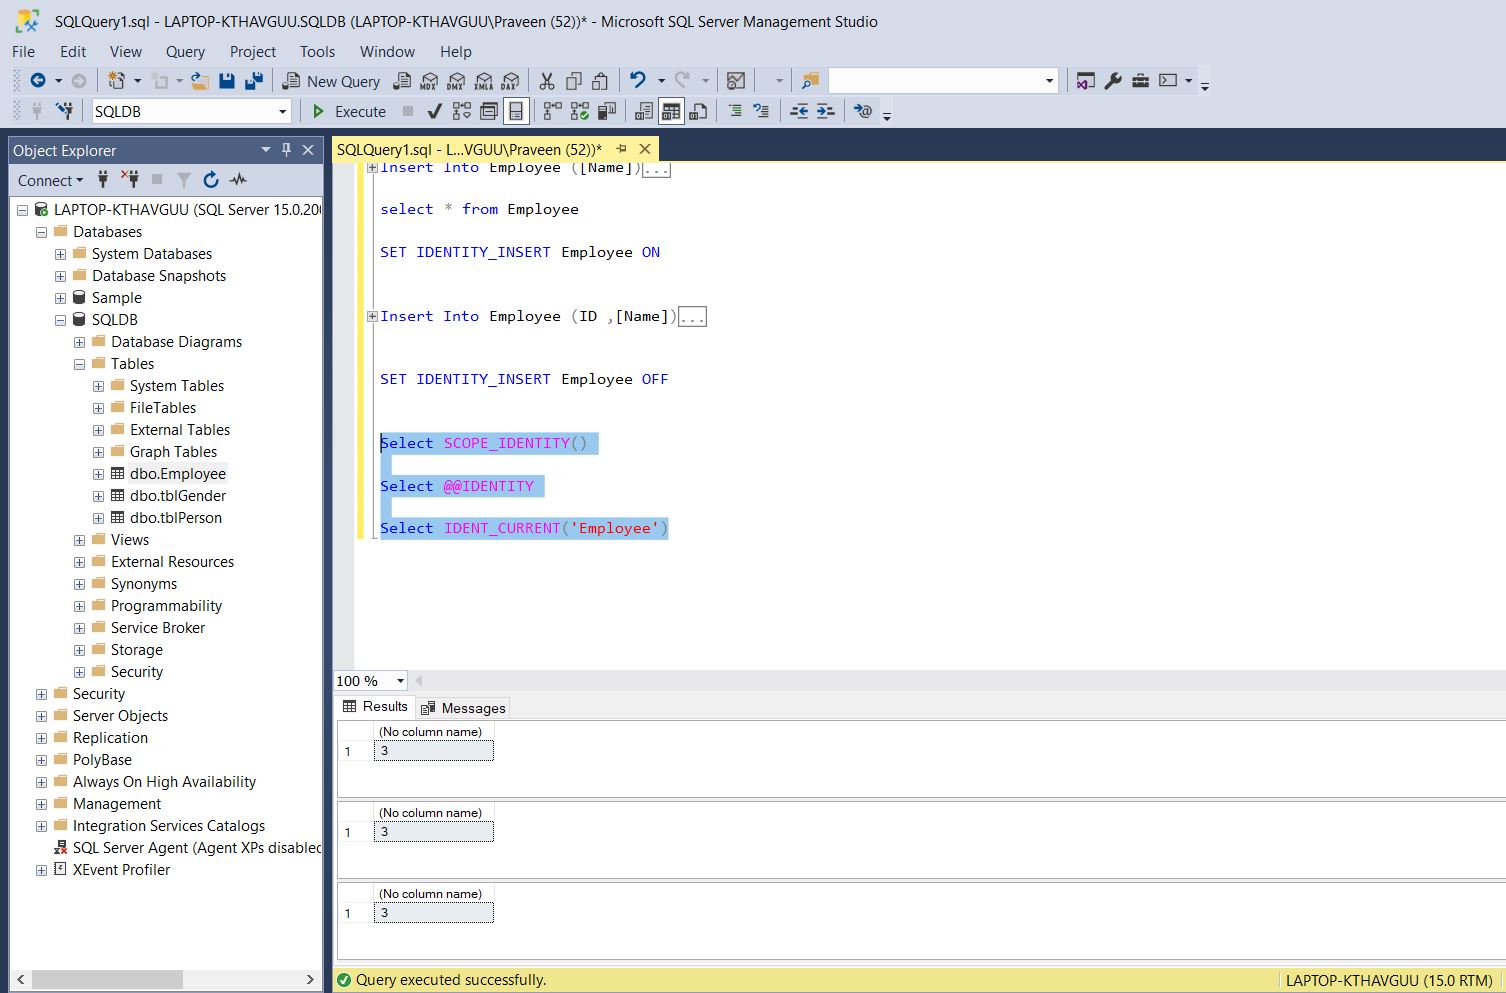 SQLQuery1.sql - LAPTOP-KTHAVGUU.SQLDB (LAPTOP-KTHAVGUU\Praveen (52))* - Microsoft SQL Server Management Studio
File Edit View Query Project Tools Window Help
New Query MDX DMX XMLA DAX
SQLDB Execute
Object Explorer
Connect
LAPTOP-KTHAVGUU (SQL Server 15.0.200
Databases
System Databases
Database Snapshots
Sample
SQLDB
Database Diagrams
Tables
System Tables
FileTables
External Tables
Graph Tables
dbo.Employee
dbo.tblGender
dbo.tblPerson
Views
External Resources
Synonyms
Programmability
Service Broker
Storage
Security
Security
Server Objects
Replication
PolyBase
Always On High Availability
Management
Integration Services Catalogs
SQL Server Agent (Agent XPs disabled
XEvent Profiler
SQLQuery1.sql - L...VGUU\Praveen (52))*
Insert Into Employee ([Name])...
select * from Employee
SET IDENTITY_INSERT Employee ON
Insert Into Employee (ID ,[Name])...
SET IDENTITY_INSERT Employee OFF
Select SCOPE_IDENTITY()
Select @@IDENTITY
Select IDENT_CURRENT('Employee')
100 %
Results Messages
(No column name)
1 3
(No column name)
1 3
(No column name)
1 3
Query executed successfully. LAPTOP-KTHAVGUU (15.0 RTM)